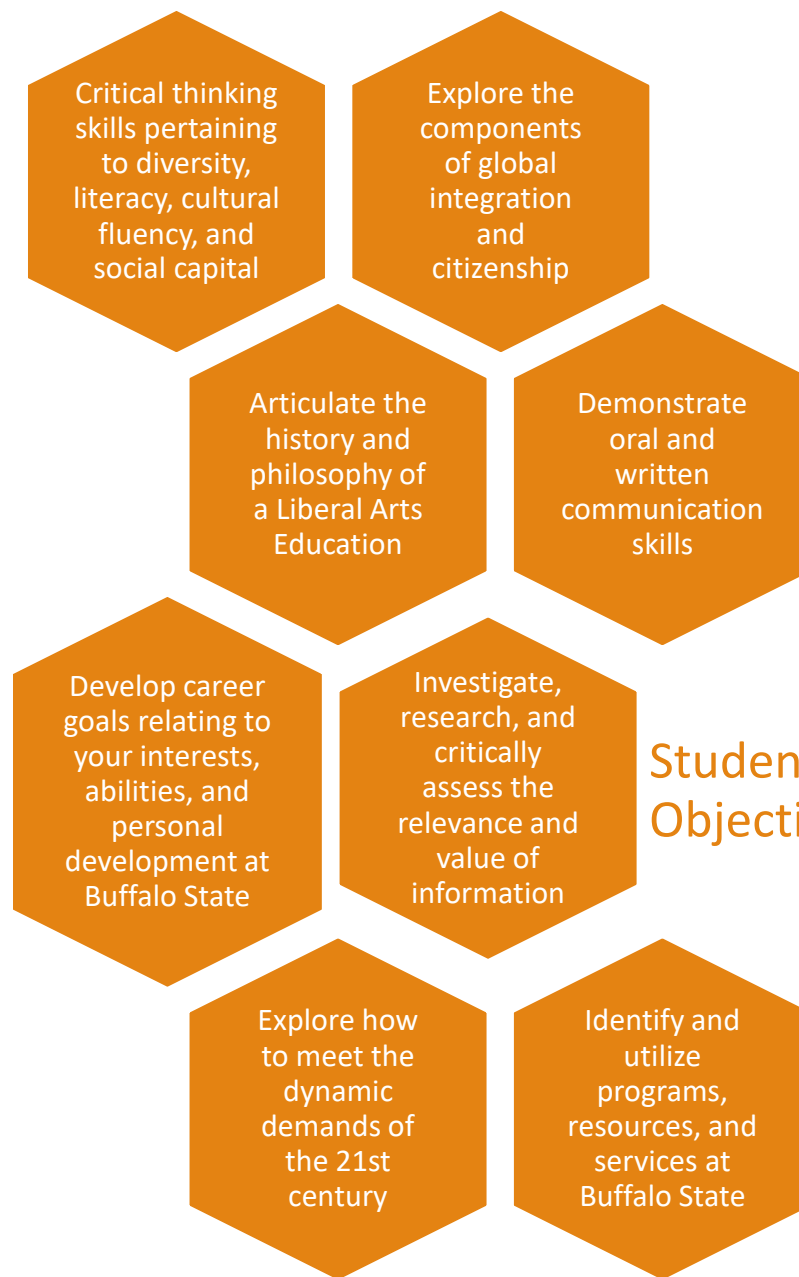 Critical thinking
skills pertaining
to diversity,
literacy, cultural
fluency, and
social capital
Explore the
components
of global
integration
and
citizenship
Articulate the
history and
philosophy of
a Liberal Arts
Education
Demonstrate
oral and
written
communication
skills
Develop career
goals relating to
your interests,
abilities, and
personal
development at
Buffalo State
Investigate,
research, and
critically
assess the
relevance and
value of
information
Studen
Objecti
Explore how
to meet the
dynamic
demands of
the 21st
century
Identify and
utilize
programs,
resources, and
services at
Buffalo State